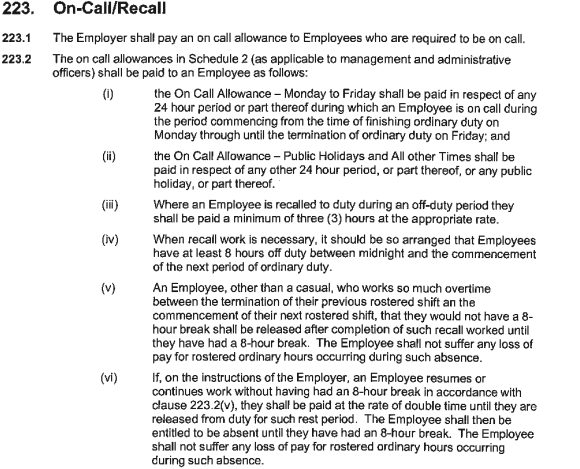 223. On-Call/Recall
223.1 The Employer shall pay an on call allowance to Employees who are required to be on call.
223.2 The on call allowances in Schedule 2 (as applicable to management and administrative
officers) shall be paid to an Employee as follows:
(i) the On Call Allowance – Monday to Friday shall be paid in respect of any
24 hour period or part thereof during which an Employee is on call during
the period commencing from the time of finishing ordinary duty on
Monday through until the termination of ordinary duty on Friday; and
(ii) the On Call Allowance – Public Holidays and All other Times shall be
paid in respect of any other 24 hour period, or part thereof, or any public
holiday, or part thereof.
(iii) Where an Employee is recalled to duty during an off-duty period they
shall be paid a minimum of three (3) hours at the appropriate rate.
(iv) When recall work is necessary, it should be so arranged that Employees
have at least 8 hours off duty between midnight and the commencement
of the next period of ordinary duty.
(v) An Employee, other than a casual, who works so much overtime
between the termination of their previous rostered shift an the
commencement of their next rostered shift, that they would not have a 8-
hour break shall be released after completion of such recall worked until
they have had a 8-hour break. The Employee shall not suffer any loss of
pay for rostered ordinary hours occurring during such absence.
(vi) If, on the instructions of the Employer, an Employee resumes or
continues work without having had an 8-hour break in accordance with
clause 223.2(v), they shall be paid at the rate of double time until they are
released from duty for such rest period. The Employee shall then be
entitled to be absent until they have had an 8-hour break. The Employee
shall not suffer any loss of pay for rostered ordinary hours occurring
during such absence.